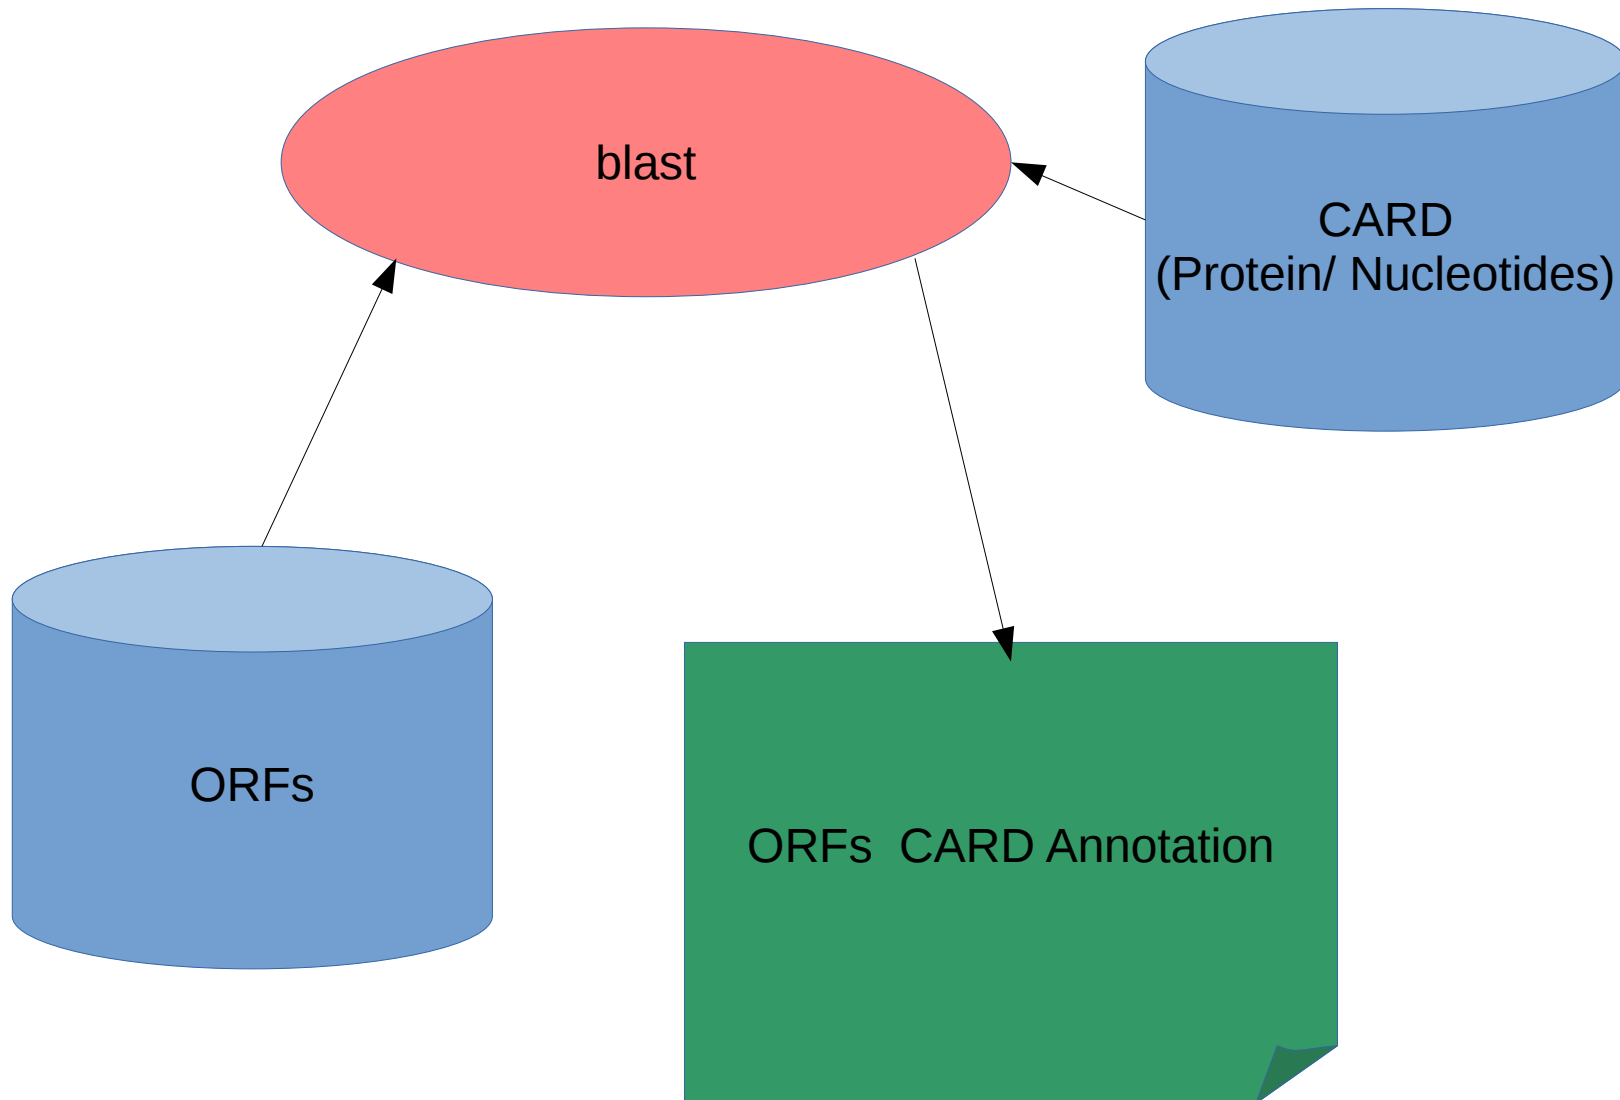 blast
CARD
(Protein/ Nucleotides)
ORFs
ORFs  CARD Annotation